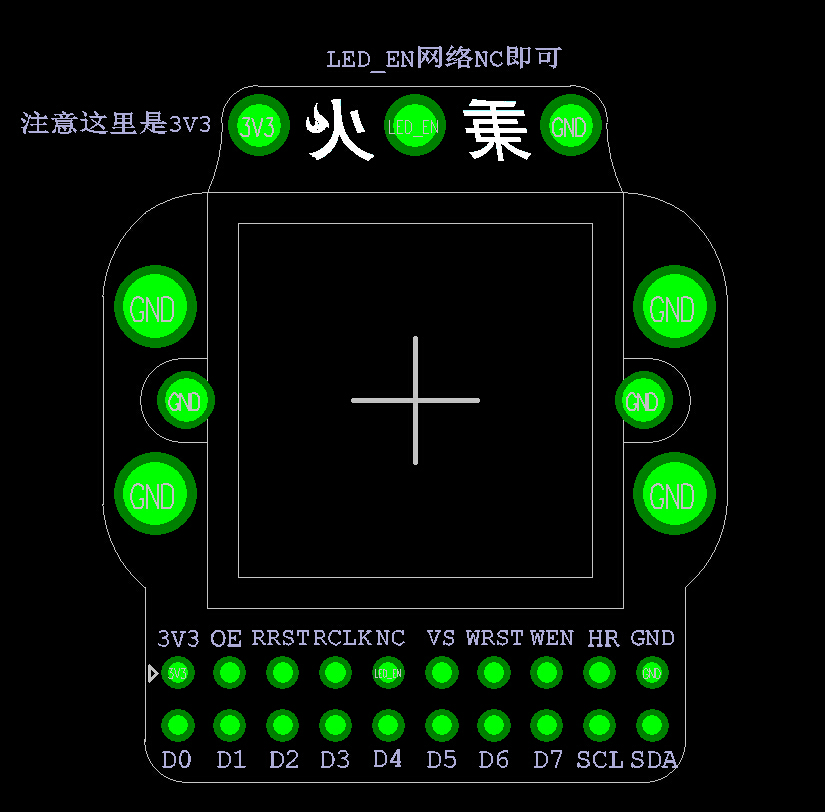 LED_EN网络NC即可
注意这里是3V3
3V3 LED_EN GND
GND GND
GND GND
GND GND
3V3 OE RRST RCLK NC VS WRST WEN HR GND
3V3 LED_EN GND
D0 D1 D2 D3 D4 D5 D6 D7 SCL SDA